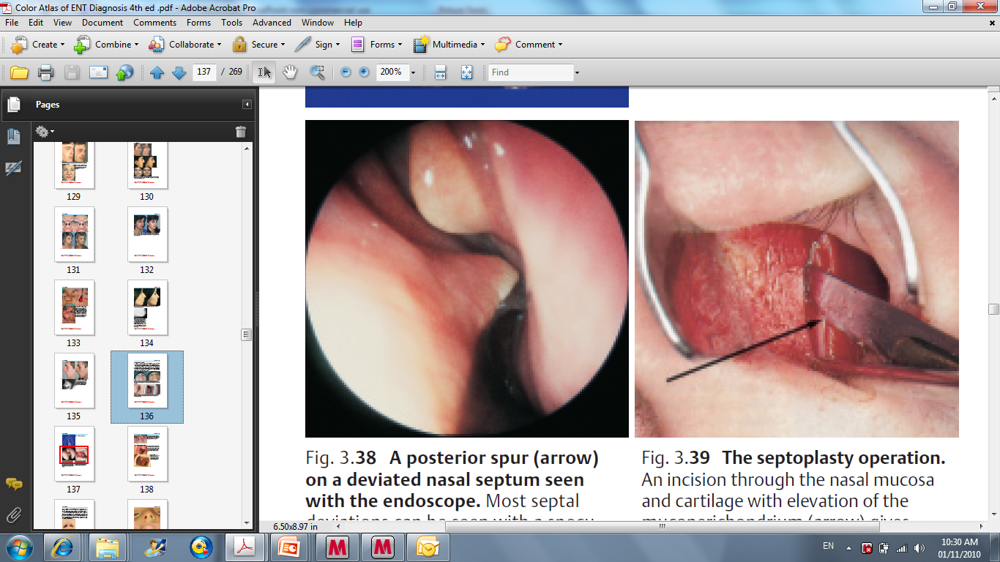 Color Atlas of ENT Diagnosis 4th ed .pdf - Adobe Acrobat Pro
File Edit View Document Comments Forms Tools Advanced Window Help
Create Combine Collaborate Secure Sign Forms Multimedia Comment
137 / 269 200% Find
Pages
129 130
131 132
133 134
135 136
137 138
Fig. 3.38 A posterior spur (arrow)
on a deviated nasal septum seen
with the endoscope. Most septal
Fig. 3.39 The septoplasty operation.
An incision through the nasal mucosa
and cartilage with elevation of the
6.50x8.97 in
EN
10:30 AM
01/11/2010